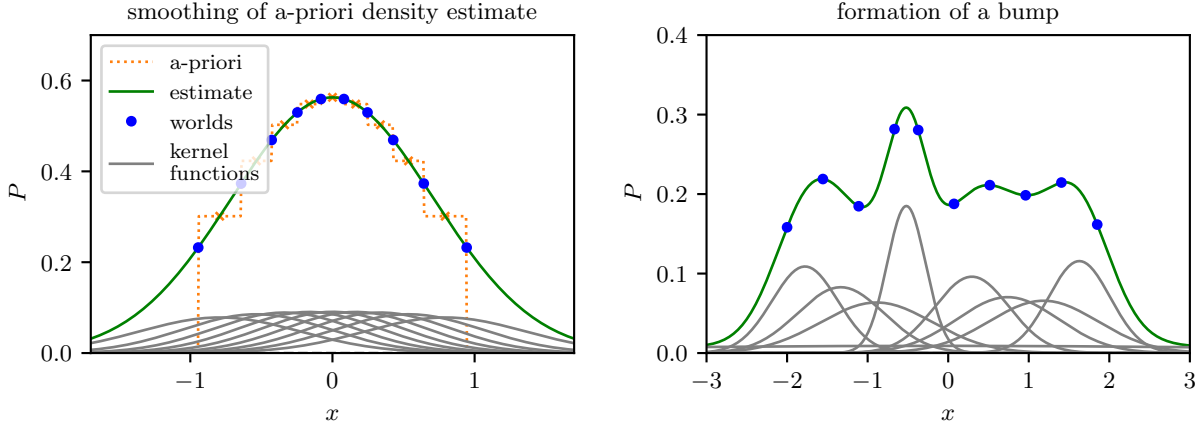 smoothing of a-priori density estimate
P
0.6
0.4
0.2
0.0
a-priori
estimate
worlds
kernel
functions
−1
0
1
x
formation of a bump
P
0.4
0.3
0.2
0.1
0.0
−3
−2
−1
0
1
2
3
x